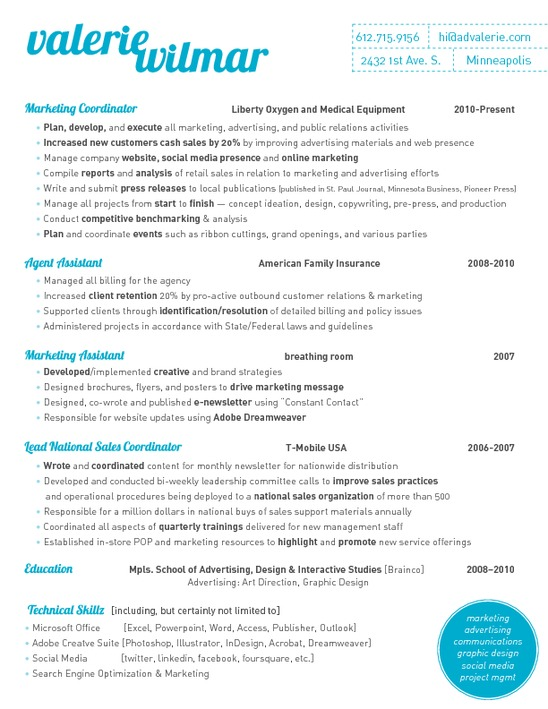 valerie
wilmar
612.715.9156 hi@advalerie.com
2432 1st Ave. S. Minneapolis
Marketing Coordinator Liberty Oxygen and Medical Equipment 2010-Present
• Plan, develop, and execute all marketing, advertising, and public relations activities
• Increased new customers cash sales by 20% by improving advertising materials and web presence
• Manage company website, social media presence and online marketing
• Compile reports and analysis of retail sales in relation to marketing and advertising efforts
• Write and submit press releases to local publications [published in St. Paul Journal, Minnesota Business, Pioneer Press]
• Manage all projects from start to finish — concept ideation, design, copywriting, pre-press, and production
• Conduct competitive benchmarking & analysis
• Plan and coordinate events such as ribbon cuttings, grand openings, and various parties
Agent Assistant American Family Insurance 2008-2010
• Managed all billing for the agency
• Increased client retention 20% by pro-active outbound customer relations & marketing
• Supported clients through identification/resolution of detailed billing and policy issues
• Administered projects in accordance with State/Federal laws and guidelines
Marketing Assistant breathing room 2007
• Developed/implemented creative and brand strategies
• Designed brochures, flyers, and posters to drive marketing message
• Designed, co-wrote and published e-newsletter using "Constant Contact"
• Responsible for website updates using Adobe Dreamweaver
Lead National Sales Coordinator T-Mobile USA 2006-2007
• Wrote and coordinated content for monthly newsletter for nationwide distribution
• Developed and conducted bi-weekly leadership committee calls to improve sales practices
and operational procedures being deployed to a national sales organization of more than 500
• Responsible for a million dollars in national buys of sales support materials annually
• Coordinated all aspects of quarterly trainings delivered for new management staff
• Established in-store POP and marketing resources to highlight and promote new service offerings
Education Mpls. School of Advertising, Design & Interactive Studies [Brainco] 2008–2010
Advertising: Art Direction, Graphic Design
Technical Skillz [including, but certainly not limited to]
• Microsoft Office [Excel, Powerpoint, Word, Access, Publisher, Outlook]
• Adobe Creatve Suite [Photoshop, Illustrator, InDesign, Acrobat, Dreamweaver]
• Social Media [twitter, linkedin, facebook, foursquare, etc.]
• Search Engine Optimization & Marketing
marketing
advertising
communications
graphic design
social media
project mgmt